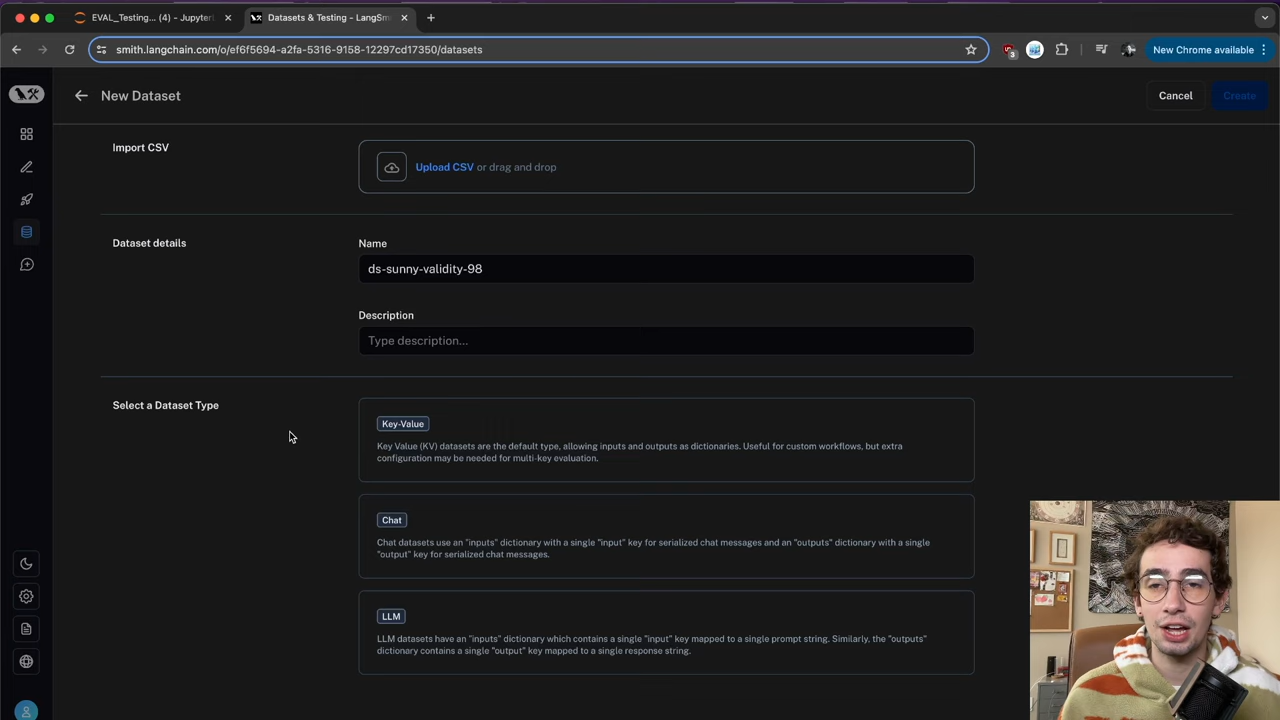 EVAL_Testing... (4) - Jupyterl
Datasets & Testing - LangSm
smith.langchain.com/o/ef6f5694-a2fa-5316-9158-12297cd17350/datasets
3
New Chrome available
New Dataset
Cancel
Create
Import CSV
Upload CSV or drag and drop
Dataset details
Name
ds-sunny-validity-98
Description
Type description...
Select a Dataset Type
Key-Value
Key Value (KV) datasets are the default type, allowing inputs and outputs as dictionaries. Useful for custom workflows, but extra
configuration may be needed for multi-key evaluation.
Chat
Chat datasets use an "inputs" dictionary with a single "input" key for serialized chat messages and an "outputs" dictionary with a single
"output" key for serialized chat messages.
LLM
LLM datasets have an "inputs" dictionary which contains a single "input" key mapped to a single prompt string. Similarly, the "outputs"
dictionary contains a single "output" key mapped to a single response string.